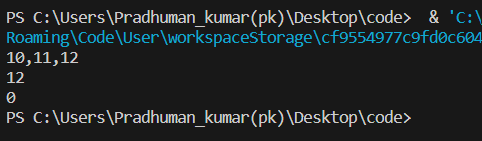 PS C:\Users\Pradhuman_kumar(pk)\Desktop\code>  & 'C:\
Roaming\Code\User\workspaceStorage\cf9554977c9fd0c604
10,11,12
12
0
PS C:\Users\Pradhuman_kumar(pk)\Desktop\code>